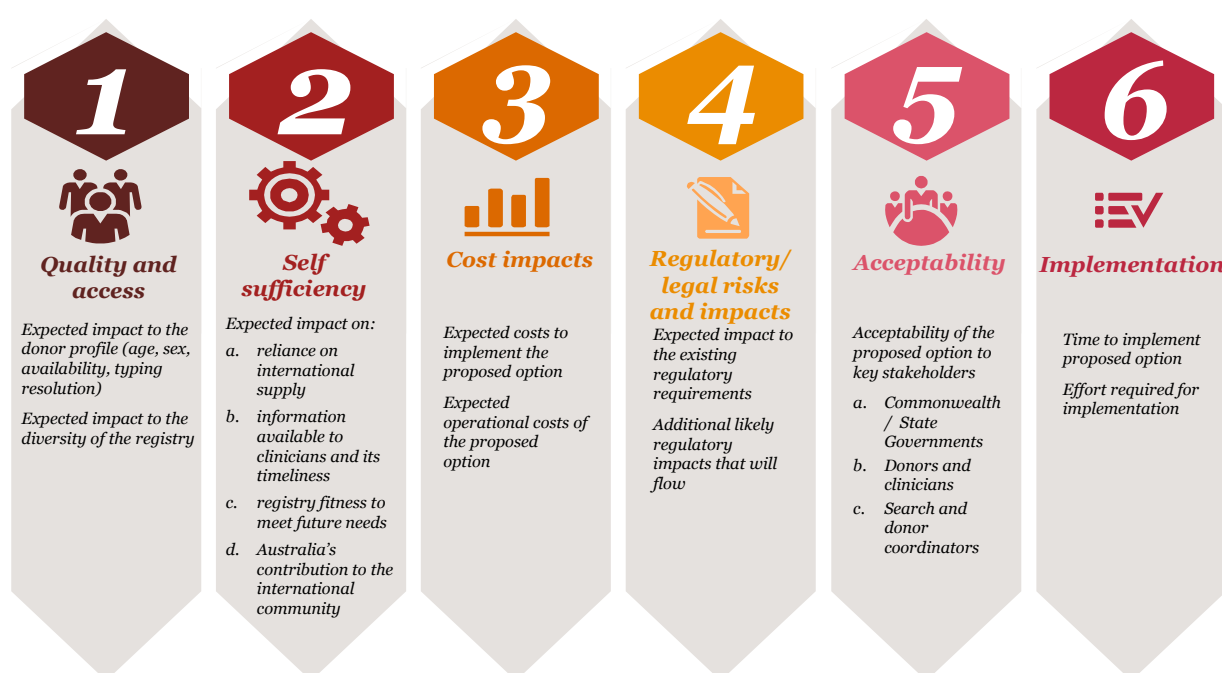 1
Quality and
access
Expected impact to the
donor profile (age, sex,
availability, typing
resolution)
Expected impact to the
diversity of the registry
2
Self
sufficiency
Expected impact on:
a. reliance on
international
supply
b. information
available to
clinicians and its
timeliness
c. registry fitness to
meet future needs
d. Australia's
contribution to the
international
community
3
Cost impacts
Expected costs to
implement the
proposed option
Expected
operational costs of
the proposed
option
4
Regulatory/
legal risks
and impacts
Expected impact to
the existing
regulatory
requirements
Additional likely
regulatory
impacts that will
flow
5
Acceptability
Acceptability of the
proposed option to
key stakeholders
a. Commonwealth
/ State
Governments
b. Donors and
clinicians
c. Search and
donor
coordinators
6
Implementation
Time to implement
proposed option
Effort required for
implementation